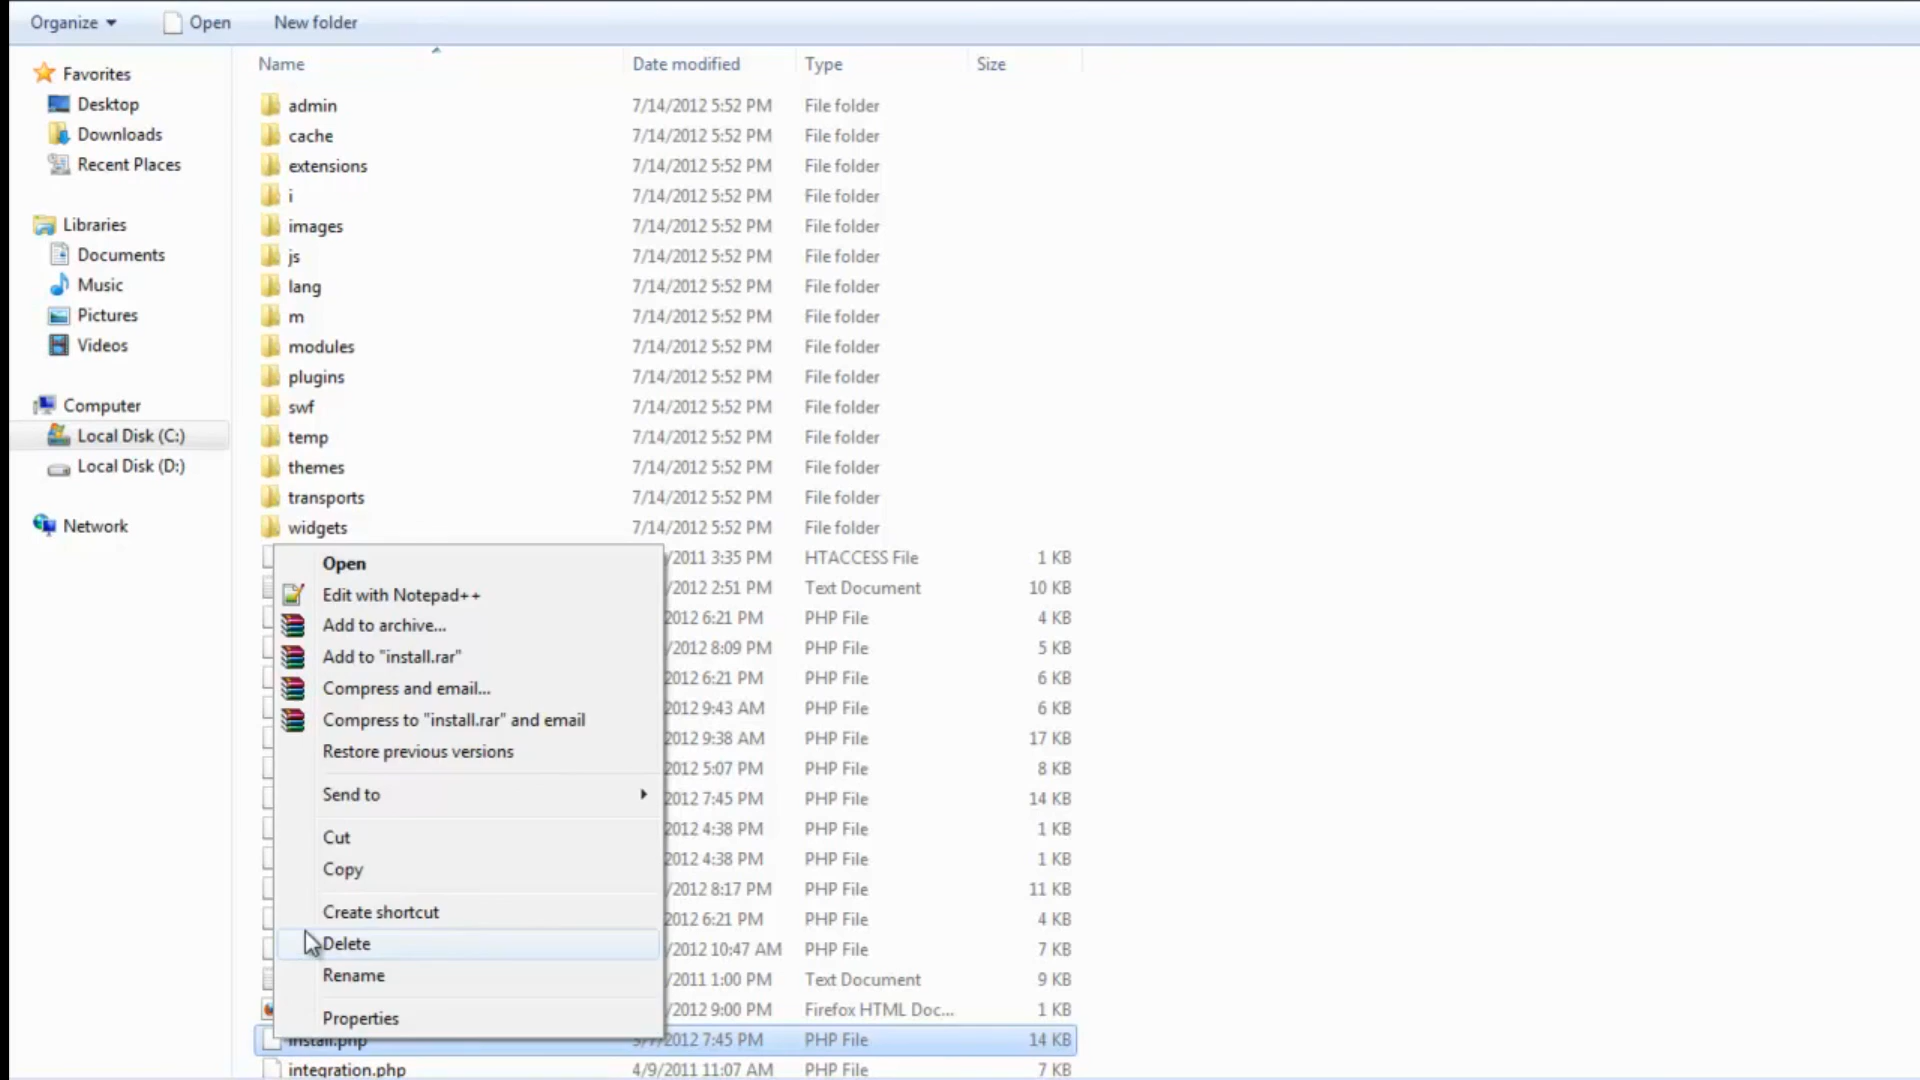 Organize Open New folder
Favorites
Desktop
Downloads
Recent Places
Libraries
Documents
Music
Pictures
Videos
Computer
Local Disk (C:)
Local Disk (D:)
Network
Name Date modified Type Size
admin 7/14/2012 5:52 PM File folder
cache 7/14/2012 5:52 PM File folder
extensions 7/14/2012 5:52 PM File folder
i 7/14/2012 5:52 PM File folder
images 7/14/2012 5:52 PM File folder
js 7/14/2012 5:52 PM File folder
lang 7/14/2012 5:52 PM File folder
m 7/14/2012 5:52 PM File folder
modules 7/14/2012 5:52 PM File folder
plugins 7/14/2012 5:52 PM File folder
swf 7/14/2012 5:52 PM File folder
temp 7/14/2012 5:52 PM File folder
themes 7/14/2012 5:52 PM File folder
transports 7/14/2012 5:52 PM File folder
widgets 7/14/2012 5:52 PM File folder
/2011 3:35 PM HTACCESS File 1 KB
/2012 2:51 PM Text Document 10 KB
2012 6:21 PM PHP File 4 KB
/2012 8:09 PM PHP File 5 KB
2012 6:21 PM PHP File 6 KB
2012 9:43 AM PHP File 6 KB
2012 9:38 AM PHP File 17 KB
2012 5:07 PM PHP File 8 KB
2012 7:45 PM PHP File 14 KB
2012 4:38 PM PHP File 1 KB
2012 4:38 PM PHP File 1 KB
/2012 8:17 PM PHP File 11 KB
2012 6:21 PM PHP File 4 KB
/2012 10:47 AM PHP File 7 KB
/2011 1:00 PM Text Document 9 KB
/2012 9:00 PM Firefox HTML Doc... 1 KB
install.php 3/7/2012 7:45 PM PHP File 14 KB
integration.php 4/9/2011 11:07 AM PHP File 7 KB
Open
Edit with Notepad++
Add to archive...
Add to "install.rar"
Compress and email...
Compress to "install.rar" and email
Restore previous versions
Send to
Cut
Copy
Create shortcut
Delete
Rename
Properties